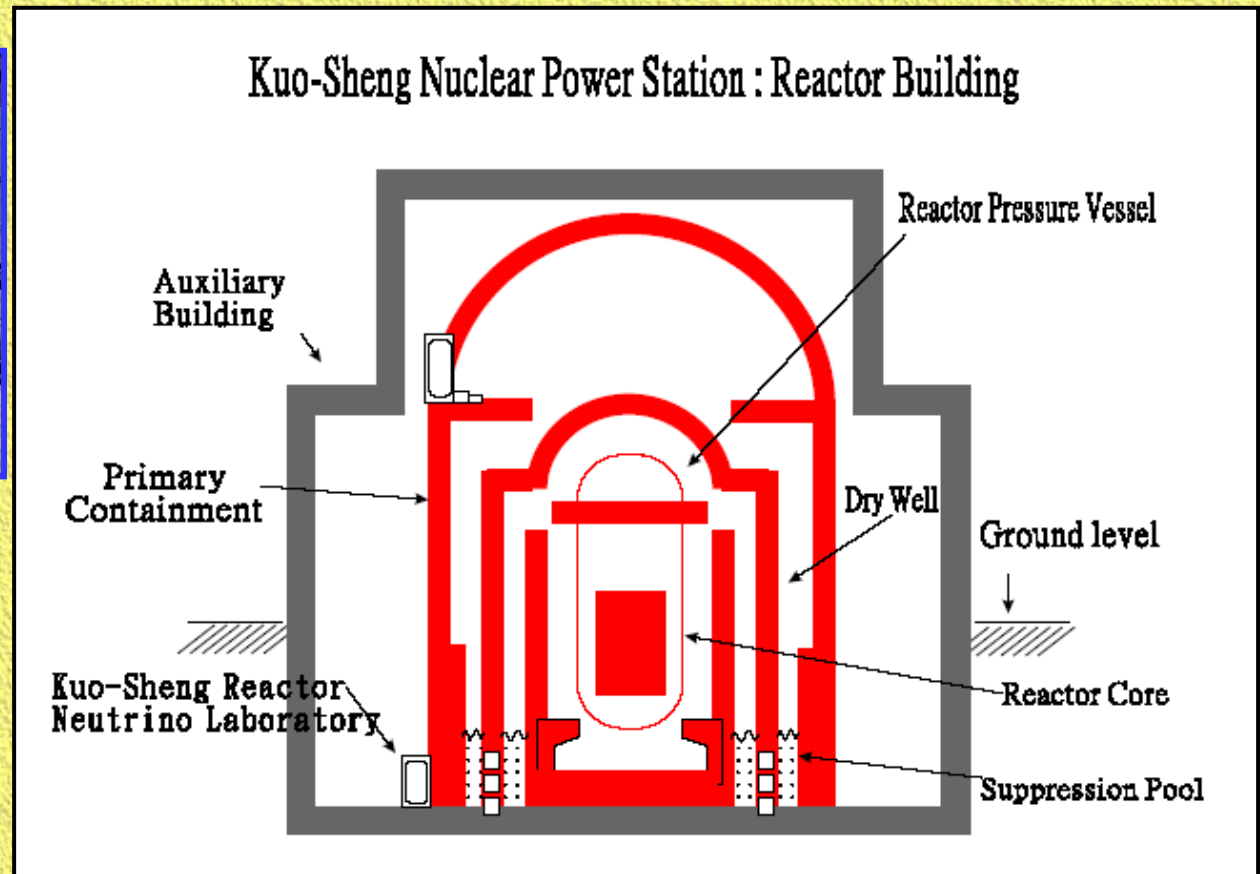 Kuo-Sheng Nuclear Power Station : Reactor Building
Reactor Pressure Vessel
Auxiliary
Building
Primary
Containment
Dry Well
Ground level
Kuo-Sheng Reactor
Neutrino Laboratory
Reactor Core
Suppression Pool